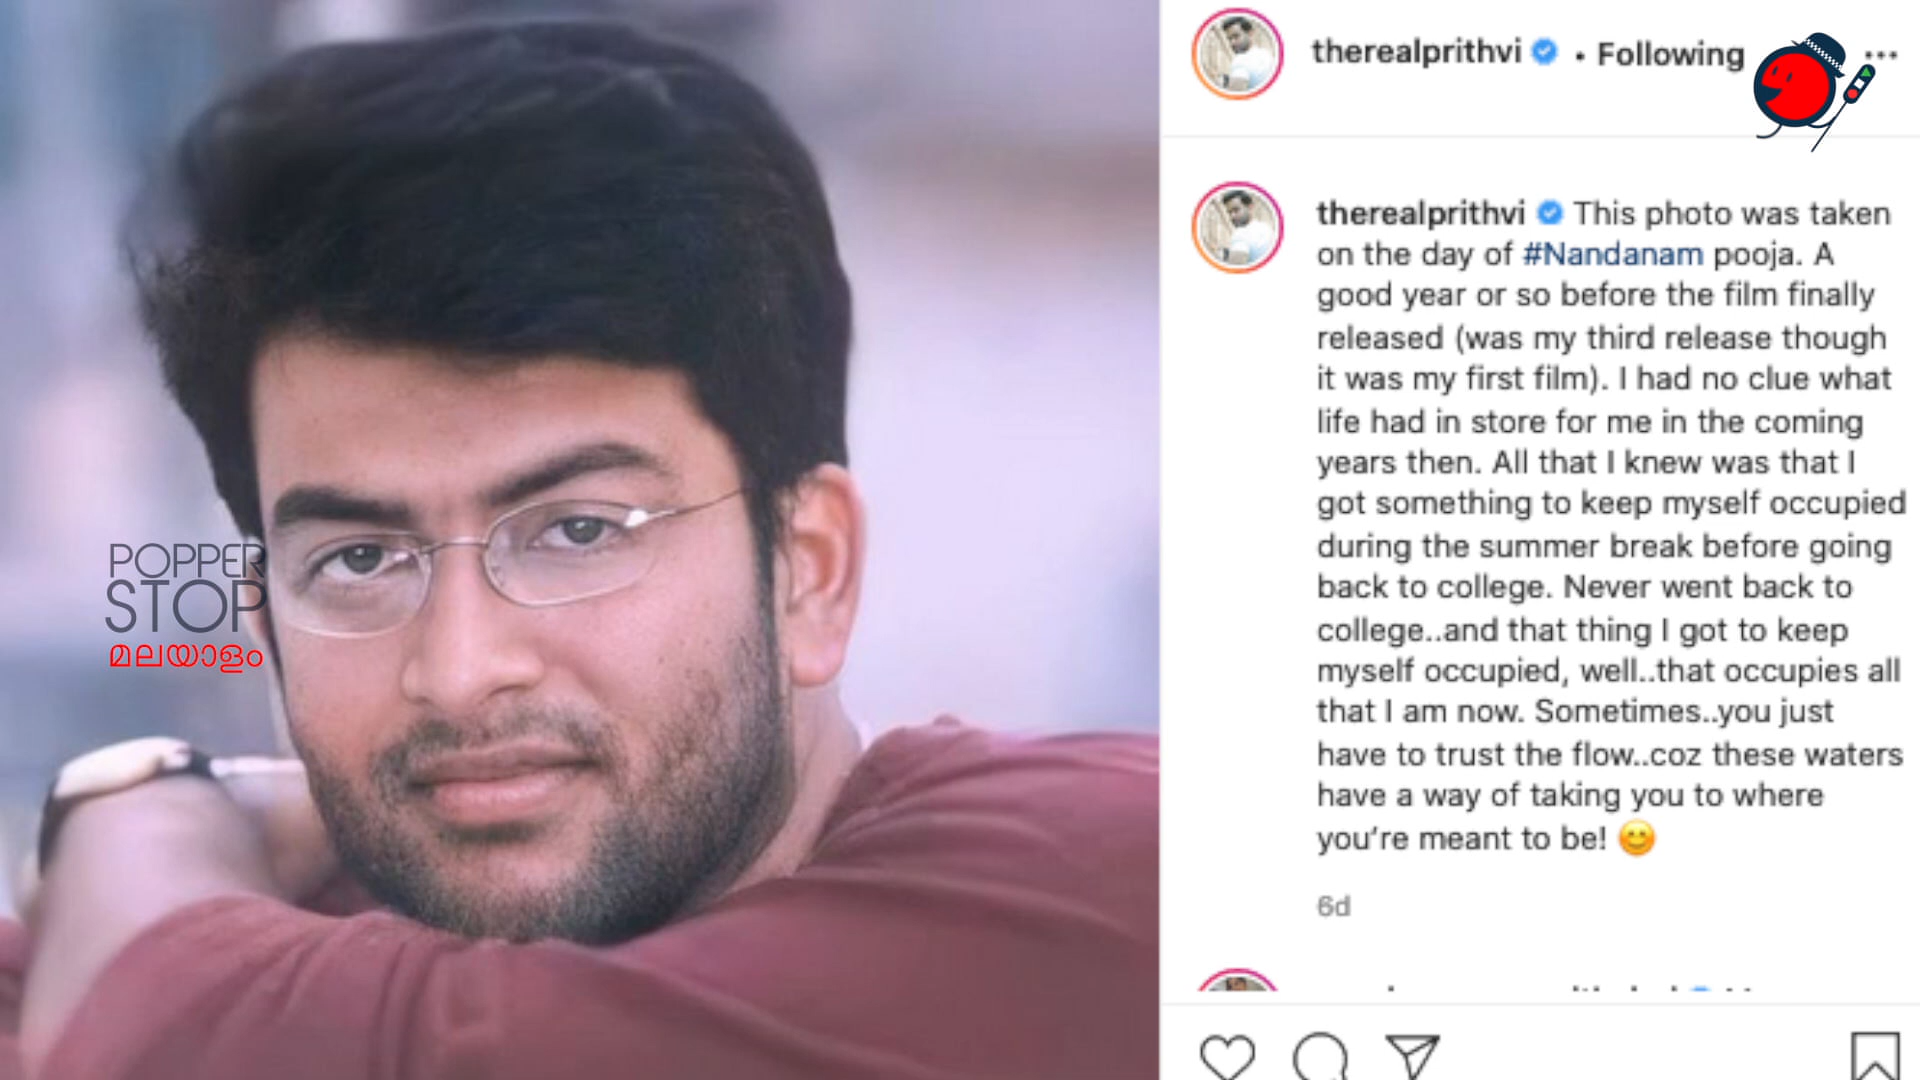 therealprithvi • Following
therealprithvi This photo was taken
on the day of #Nandanam pooja. A
good year or so before the film finally
released (was my third release though
it was my first film). I had no clue what
life had in store for me in the coming
years then. All that I knew was that I
got something to keep myself occupied
during the summer break before going
back to college. Never went back to
college..and that thing I got to keep
myself occupied, well..that occupies all
that I am now. Sometimes..you just
have to trust the flow..coz these waters
have a way of taking you to where
you're meant to be! 😊
6d
POPPER
STOP
മലയാളം